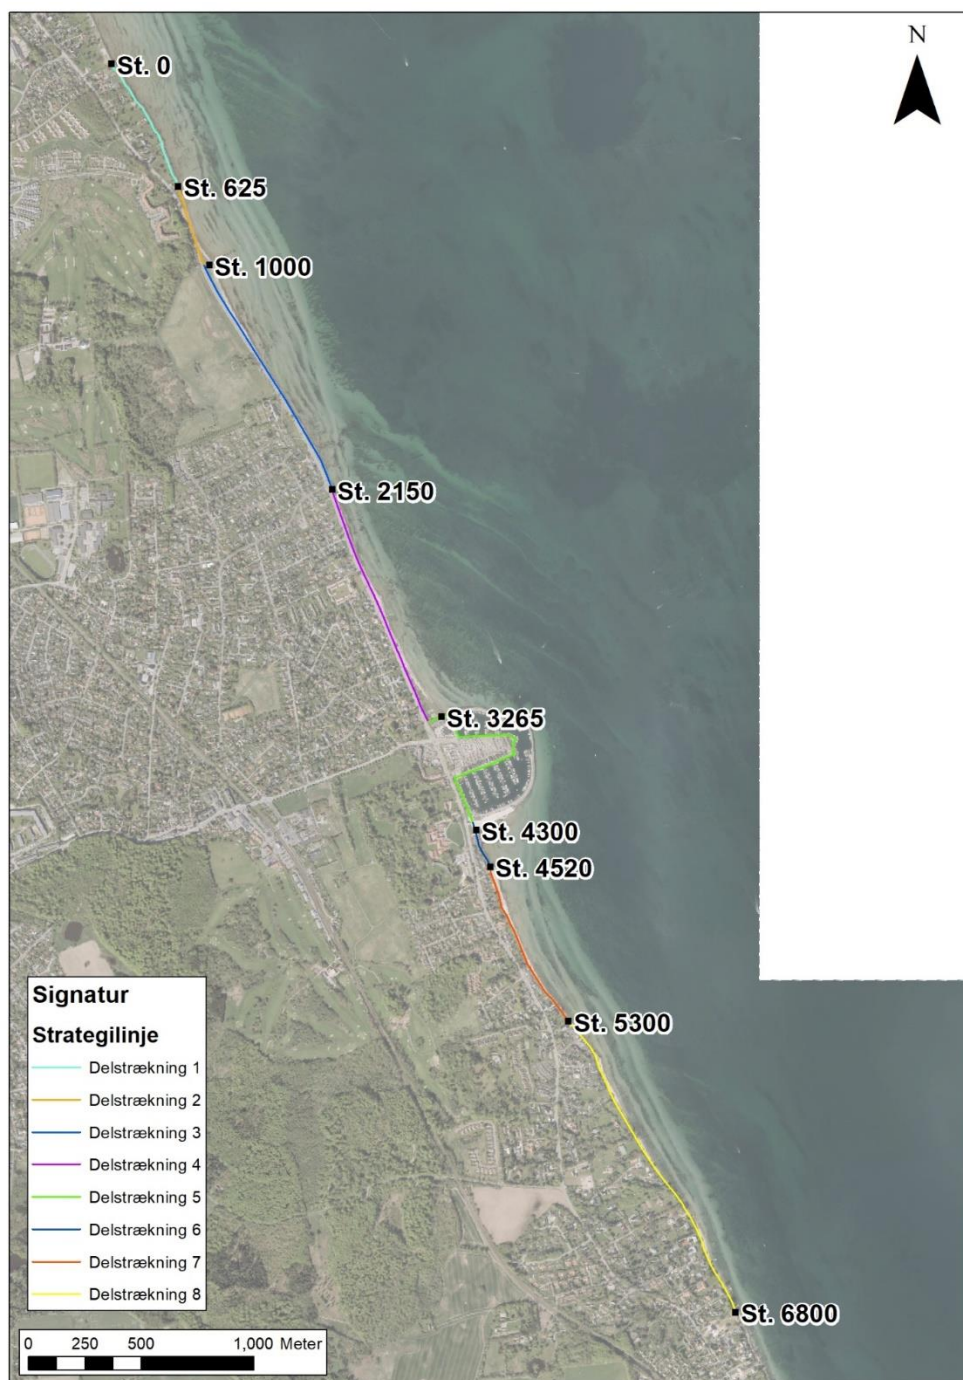 N
St. 0
St. 625
St. 1000
St. 2150
St. 3265
St. 4300
St. 4520
St. 5300
St. 6800
Signatur
Strategilinje
Delstrækning 1
Delstrækning 2
Delstrækning 3
Delstrækning 4
Delstrækning 5
Delstrækning 6
Delstrækning 7
Delstrækning 8
0 250 500 1,000 Meter